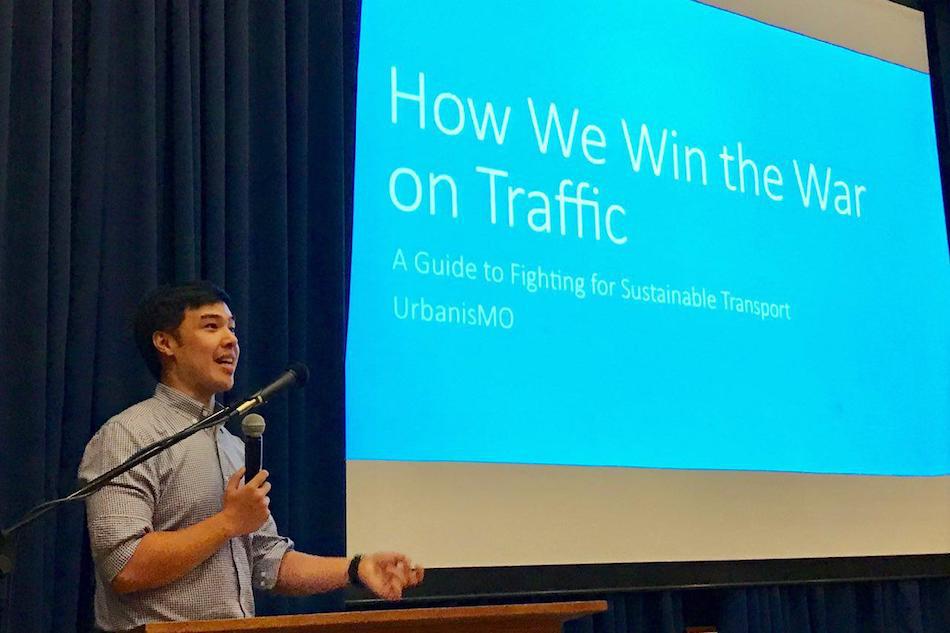 How We Win the War
on Traffic
A Guide to Fighting for Sustainable Transport
UrbanisMO